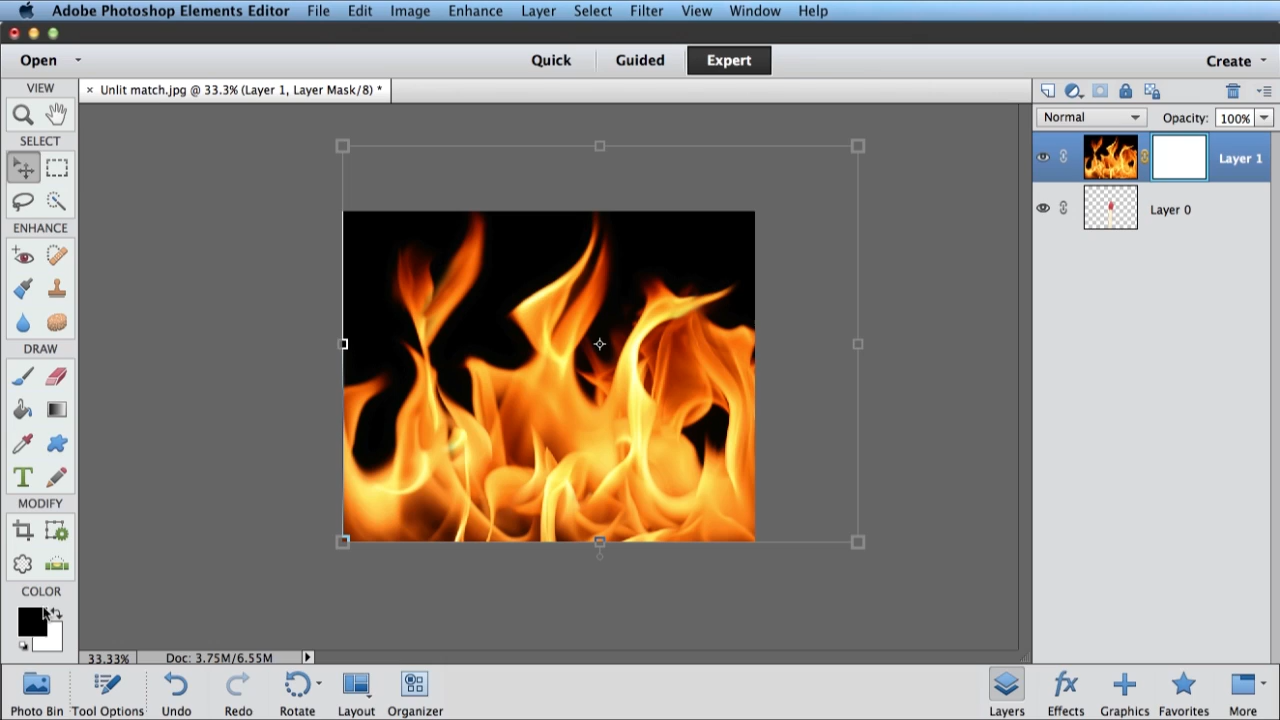 Adobe Photoshop Elements Editor File Edit Image Enhance Layer Select Filter View Window Help
Open Quick Guided Expert Create
VIEW
× Unlit match.jpg @ 33.3% (Layer 1, Layer Mask/8) *
Normal Opacity: 100%
SELECT
Layer 1
Layer 0
ENHANCE
DRAW
T
MODIFY
COLOR
33.33% Doc: 3.75M/6.55M
fx
Photo Bin Tool Options Undo Redo Rotate Layout Organizer Layers Effects Graphics Favorites More